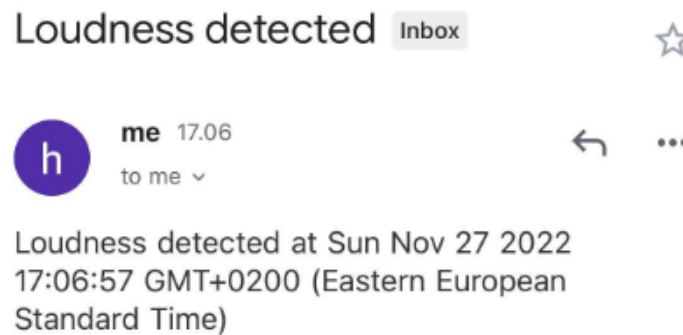 Loudness detected Inbox
h
me 17.06
to me
Loudness detected at Sun Nov 27 2022
17:06:57 GMT+0200 (Eastern European
Standard Time)